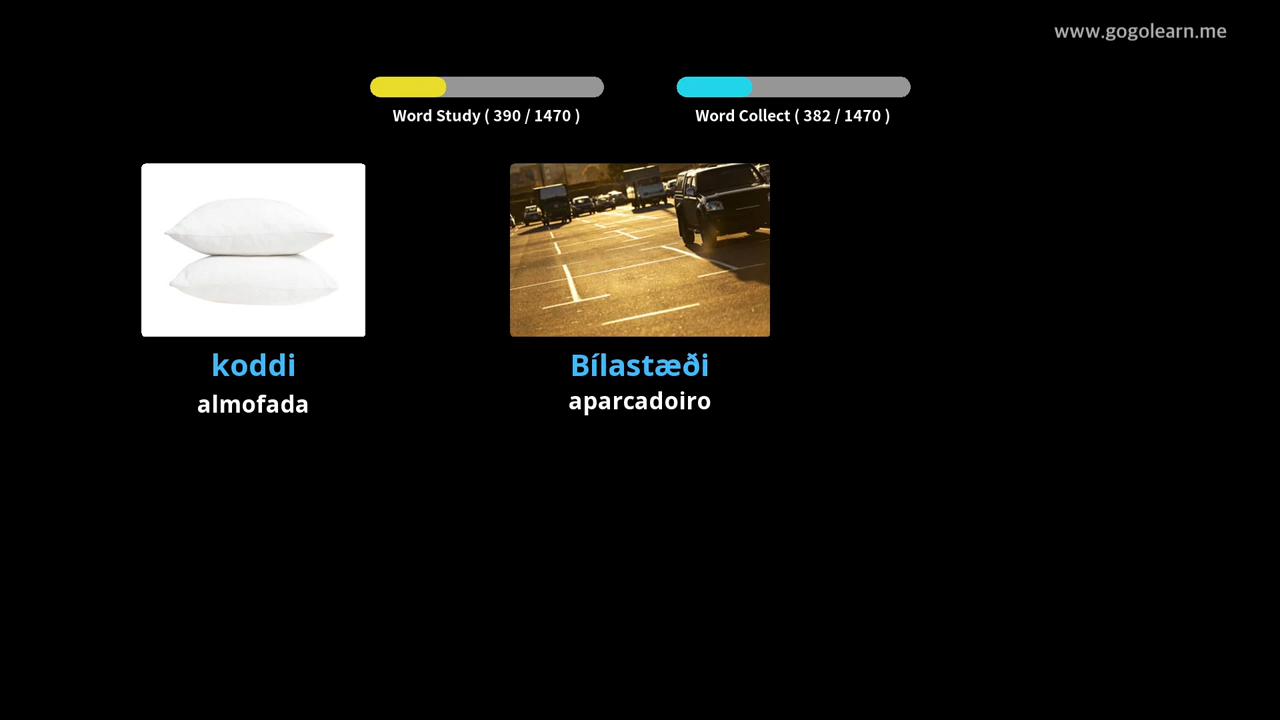 www.gogolearn.me
Word Study ( 390 / 1470 )
Word Collect ( 382 / 1470 )
koddi
almofada
Bílastæði
aparcadoiro